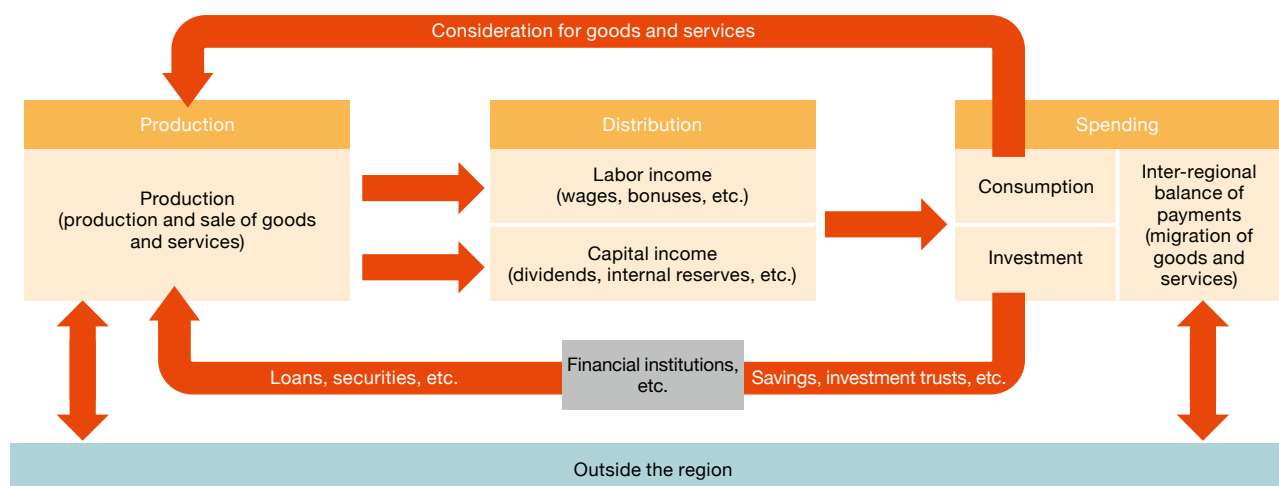 Consideration for goods and services
Production
Production
(production and sale of goods
and services)
Distribution
Labor income
(wages, bonuses, etc.)
Capital income
(dividends, internal reserves, etc.)
Spending
Consumption
Investment
Inter-regional
balance of
payments
(migration of
goods and
services)
Loans, securities, etc.
Financial institutions,
etc.
Savings, investment trusts, etc.
Outside the region